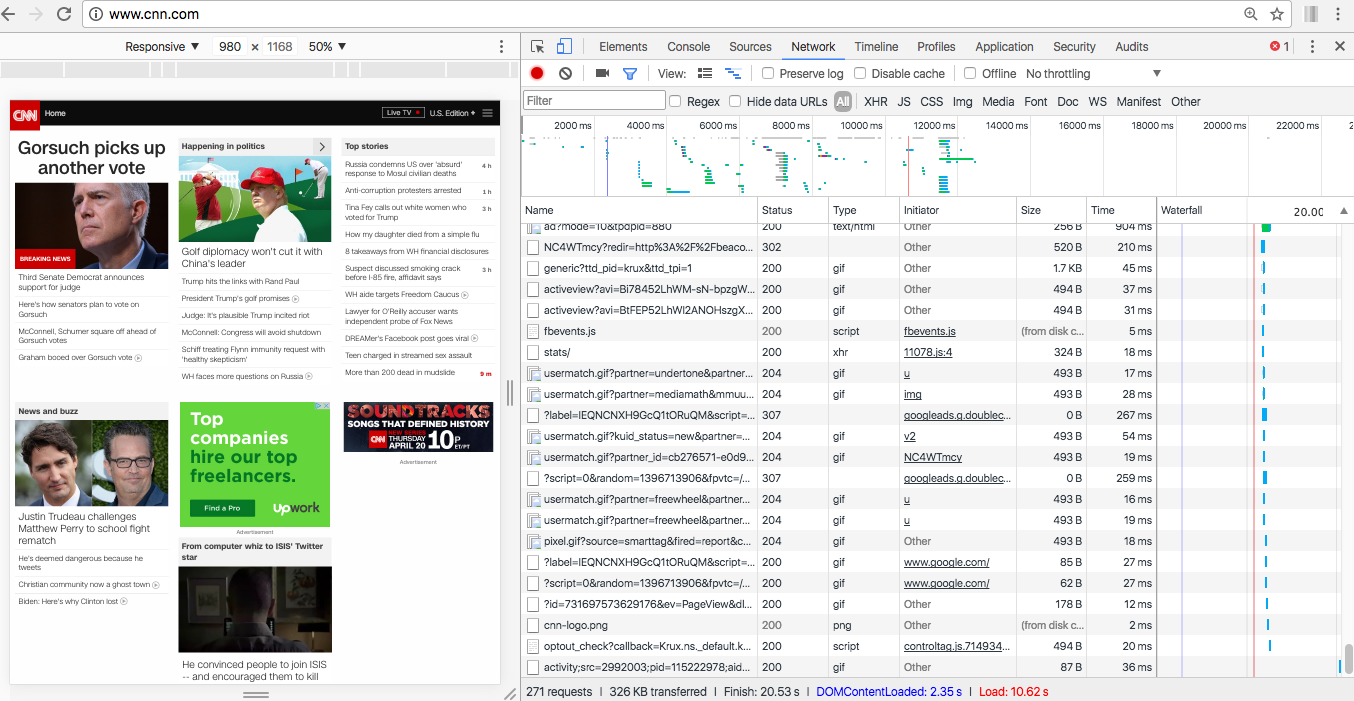 www.cnn.com
Responsive ▼ 980 × 1168 50% ▼
CNN Home Live TV U.S. Edition +
Gorsuch picks up
another vote
BREAKING NEWS
Third Senate Democrat announces
support for judge
Here's how senators plan to vote on
Gorsuch
McConnell, Schumer square off ahead of
Gorsuch votes
Graham booed over Gorsuch vote
Happening in politics
Golf diplomacy won't cut it with
China's leader
Trump hits the links with Rand Paul
President Trump's golf promises
Judge: It's plausible Trump incited riot
McConnell: Congress will avoid shutdown
Schiff treating Flynn immunity request with
'healthy skepticism'
WH faces more questions on Russia
Top stories
Russia condemns US over 'absurd' 4 h
response to Mosul civilian deaths
Anti-corruption protesters arrested 1 h
Tina Fey calls out white women who 3 h
voted for Trump
How my daughter died from a simple flu
8 takeaways from WH financial disclosures
Suspect discussed smoking crack 3 h
before I-85 fire, affidavit says
WH aide targets Freedom Caucus
Lawyer for O'Reilly accuser wants
independent probe of Fox News
DREAMer's Facebook post goes viral
Teen charged in streamed sex assault
More than 200 dead in mudslide 9 m
News and buzz
Justin Trudeau challenges
Matthew Perry to school fight
rematch
He's deemed dangerous because he
tweets
Christian community now a ghost town
Biden: Here's why Clinton lost
Top
companies
hire our top
freelancers.
Find a Pro Upwork
Advertisement
From computer whiz to ISIS' Twitter
star
He convinced people to join ISIS
-- and encouraged them to kill
SOUNDTRACKS
SONGS THAT DEFINED HISTORY
CNN NEW SERIES THURSDAY APRIL 20 10P ET/PT
Advertisement
Elements Console Sources Network Timeline Profiles Application Security Audits 1
View: Preserve log Disable cache Offline No throttling ▼
Filter Regex Hide data URLs All XHR JS CSS Img Media Font Doc WS Manifest Other
2000 ms 4000 ms 6000 ms 8000 ms 10000 ms 12000 ms 14000 ms 16000 ms 18000 ms 20000 ms 22000 ms 2
Name Status Type Initiator Size Time Waterfall 20.00
ad?mode=10&tpdpid=880 200 text/html Other 256 B 904 ms
NC4WTmcy?redir=http%3A%2F%2Fbeaco... 302 Other 520 B 210 ms
generic?ttd_pid=krux&ttd_tpi=1 200 gif Other 1.7 KB 45 ms
activeview?avi=Bi78452LhWM-sN-bpzgW... 200 gif Other 494 B 37 ms
activeview?avi=BtFEP52LhWI2ANOHszgX... 200 gif Other 494 B 31 ms
fbevents.js 200 script fbevents.js (from disk c... 5 ms
stats/ 200 xhr 11078.js:4 324 B 18 ms
usermatch.gif?partner=undertone&partner... 204 gif u 493 B 17 ms
usermatch.gif?partner=mediamath&mmuu... 204 gif img 494 B 28 ms
?label=IEQNCNXH9GcQ1tORuQM&script=... 307 googleads.g.doublec... 0 B 267 ms
usermatch.gif?kuid_status=new&partner=... 204 gif v2 493 B 54 ms
usermatch.gif?partner_id=cb276571-e0d9... 204 gif NC4WTmcy 493 B 19 ms
?script=0&random=1396713906&fpvtc=/... 307 googleads.g.doublec... 0 B 259 ms
usermatch.gif?partner=freewheel&partner... 204 gif u 493 B 16 ms
usermatch.gif?partner=freewheel&partner... 204 gif u 493 B 19 ms
pixel.gif?source=smarttag&fired=report&c... 204 gif Other 493 B 18 ms
?label=IEQNCNXH9GcQ1tORuQM&script=... 200 gif www.google.com/ 85 B 27 ms
?script=0&random=1396713906&fpvtc=/... 200 gif www.google.com/ 62 B 27 ms
?id=731697573629176&ev=PageView&dl... 200 gif Other 178 B 12 ms
cnn-logo.png 200 png Other (from disk c... 2 ms
optout_check?callback=Krux.ns._default.k... 200 script controltag.js.714934... 494 B 20 ms
activity;src=2992003;pid=115222978;aid... 200 gif Other 87 B 36 ms
271 requests | 326 KB transferred | Finish: 20.53 s | DOMContentLoaded: 2.35 s | Load: 10.62 s